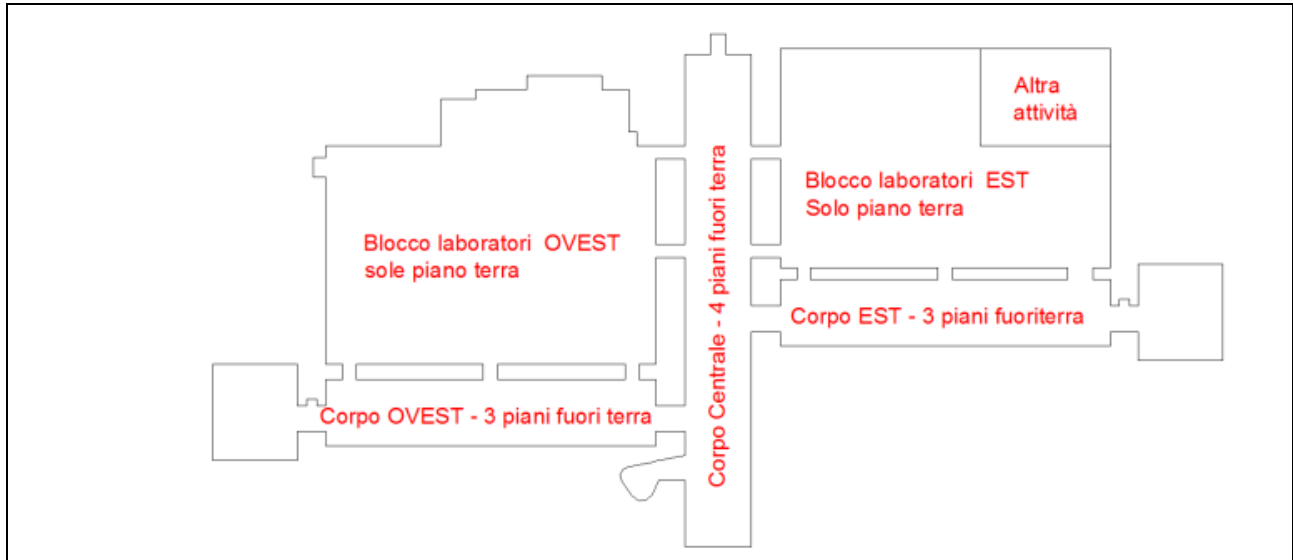 Altra
attività
Blocco laboratori EST
Solo piano terra
Blocco laboratori OVEST
sole piano terra
Corpo Centrale - 4 piani fuori terra
Corpo EST - 3 piani fuoriterra
Corpo OVEST - 3 piani fuori terra